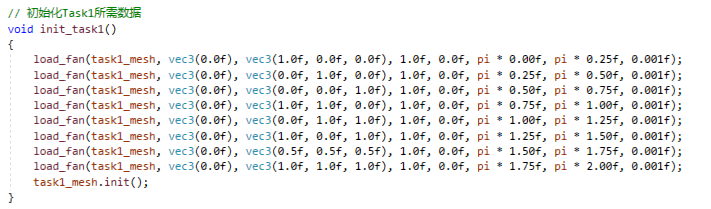 // 初始化Task1所需数据
void init_task1()
{
load_fan(task1_mesh, vec3(0.0f), vec3(1.0f, 0.0f, 0.0f), 1.0f, 0.0f, pi * 0.00f, pi * 0.25f, 0.001f);
load_fan(task1_mesh, vec3(0.0f), vec3(0.0f, 1.0f, 0.0f), 1.0f, 0.0f, pi * 0.25f, pi * 0.50f, 0.001f);
load_fan(task1_mesh, vec3(0.0f), vec3(0.0f, 0.0f, 1.0f), 1.0f, 0.0f, pi * 0.50f, pi * 0.75f, 0.001f);
load_fan(task1_mesh, vec3(0.0f), vec3(1.0f, 1.0f, 0.0f), 1.0f, 0.0f, pi * 0.75f, pi * 1.00f, 0.001f);
load_fan(task1_mesh, vec3(0.0f), vec3(0.0f, 1.0f, 1.0f), 1.0f, 0.0f, pi * 1.00f, pi * 1.25f, 0.001f);
load_fan(task1_mesh, vec3(0.0f), vec3(1.0f, 0.0f, 1.0f), 1.0f, 0.0f, pi * 1.25f, pi * 1.50f, 0.001f);
load_fan(task1_mesh, vec3(0.0f), vec3(0.5f, 0.5f, 0.5f), 1.0f, 0.0f, pi * 1.50f, pi * 1.75f, 0.001f);
load_fan(task1_mesh, vec3(0.0f), vec3(1.0f, 1.0f, 1.0f), 1.0f, 0.0f, pi * 1.75f, pi * 2.00f, 0.001f);
task1_mesh.init();
}